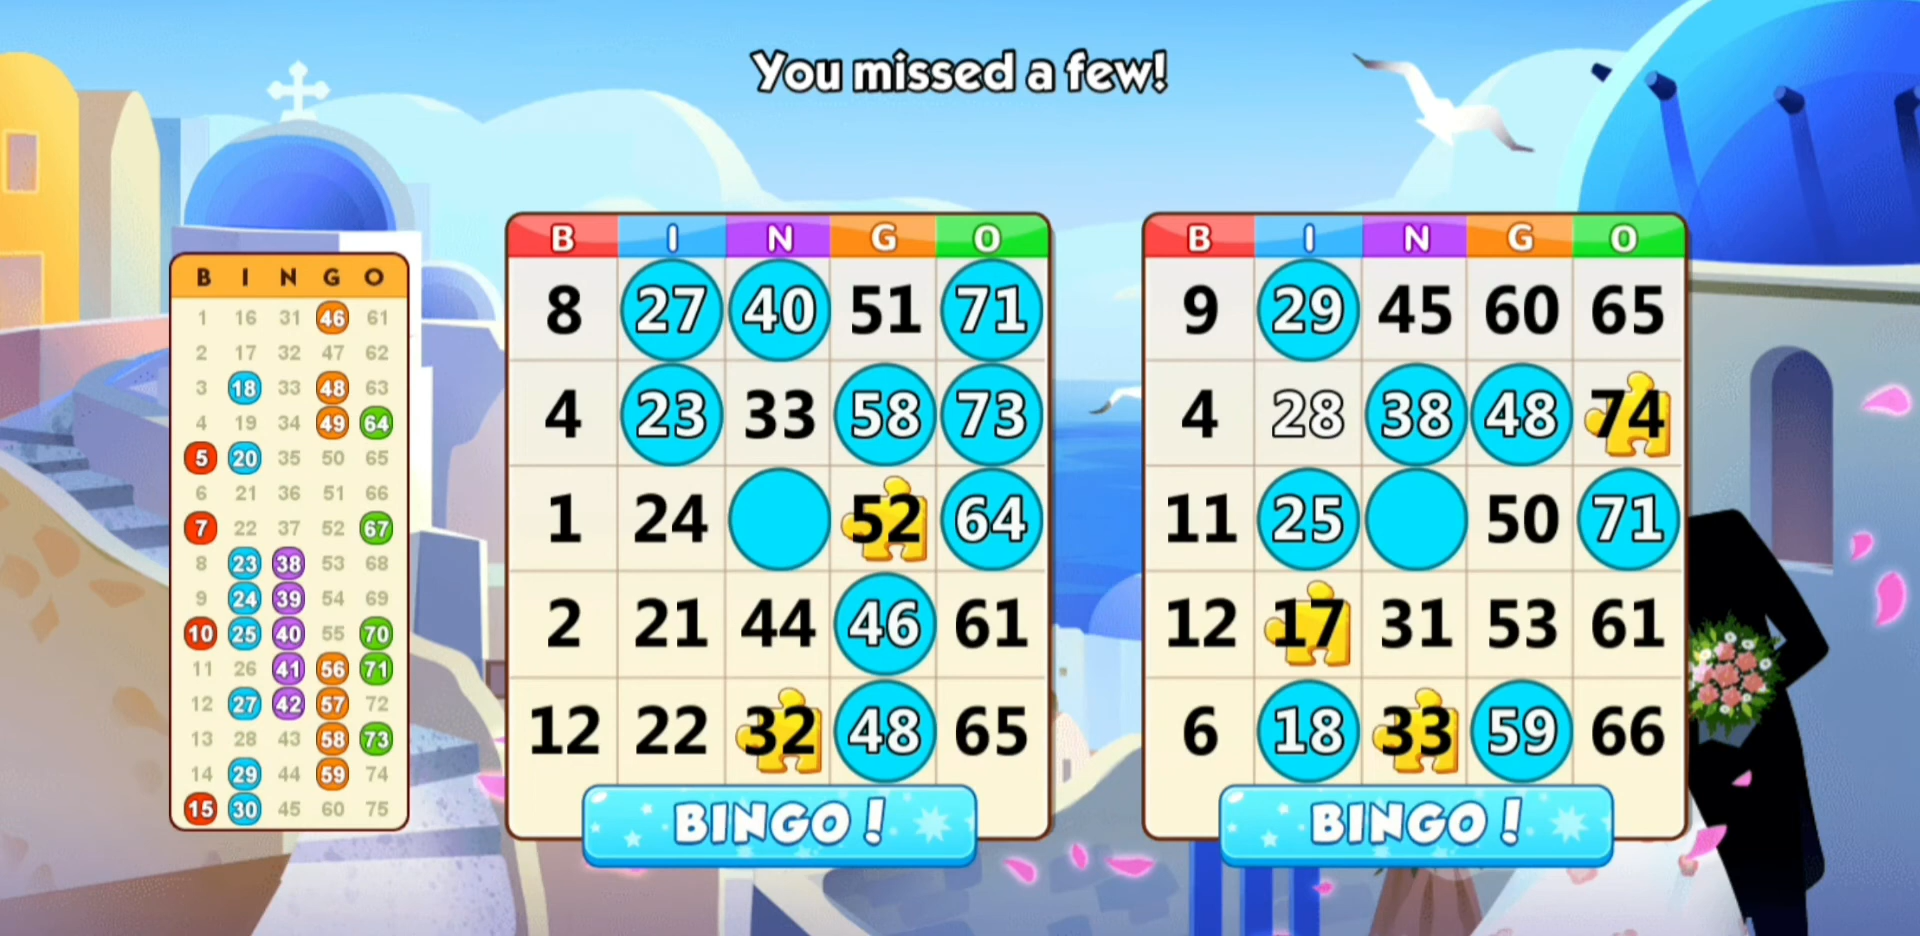 You missed a few!
B I N G O
1 16 31 46 61
2 17 32 47 62
3 18 33 48 63
4 19 34 49 64
5 20 35 50 65
6 21 36 51 66
7 22 37 52 67
8 23 38 53 68
9 24 39 54 69
10 25 40 55 70
11 26 41 56 71
12 27 42 57 72
13 28 43 58 73
14 29 44 59 74
15 30 45 60 75
B I N G O
8 27 40 51 71
4 23 33 58 73
1 24 52 64
2 21 44 46 61
12 22 32 48 65
BINGO!
B I N G O
9 29 45 60 65
4 28 38 48 74
11 25 50 71
12 17 31 53 61
6 18 33 59 66
BINGO!